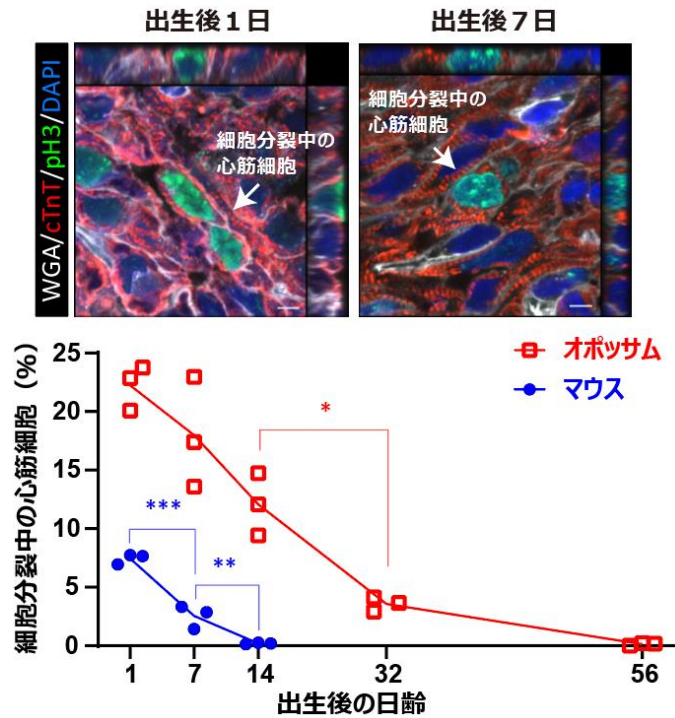 出生後1日
出生後7日
WGA/cTnT/pH3/DAPI
細胞分裂中の
心筋細胞
細胞分裂中の
心筋細胞
オポッサム
マウス
細胞分裂中の心筋細胞（%）
25
20
15
10
5
0
*
***
**
1
7
14
32
56
出生後の日齢